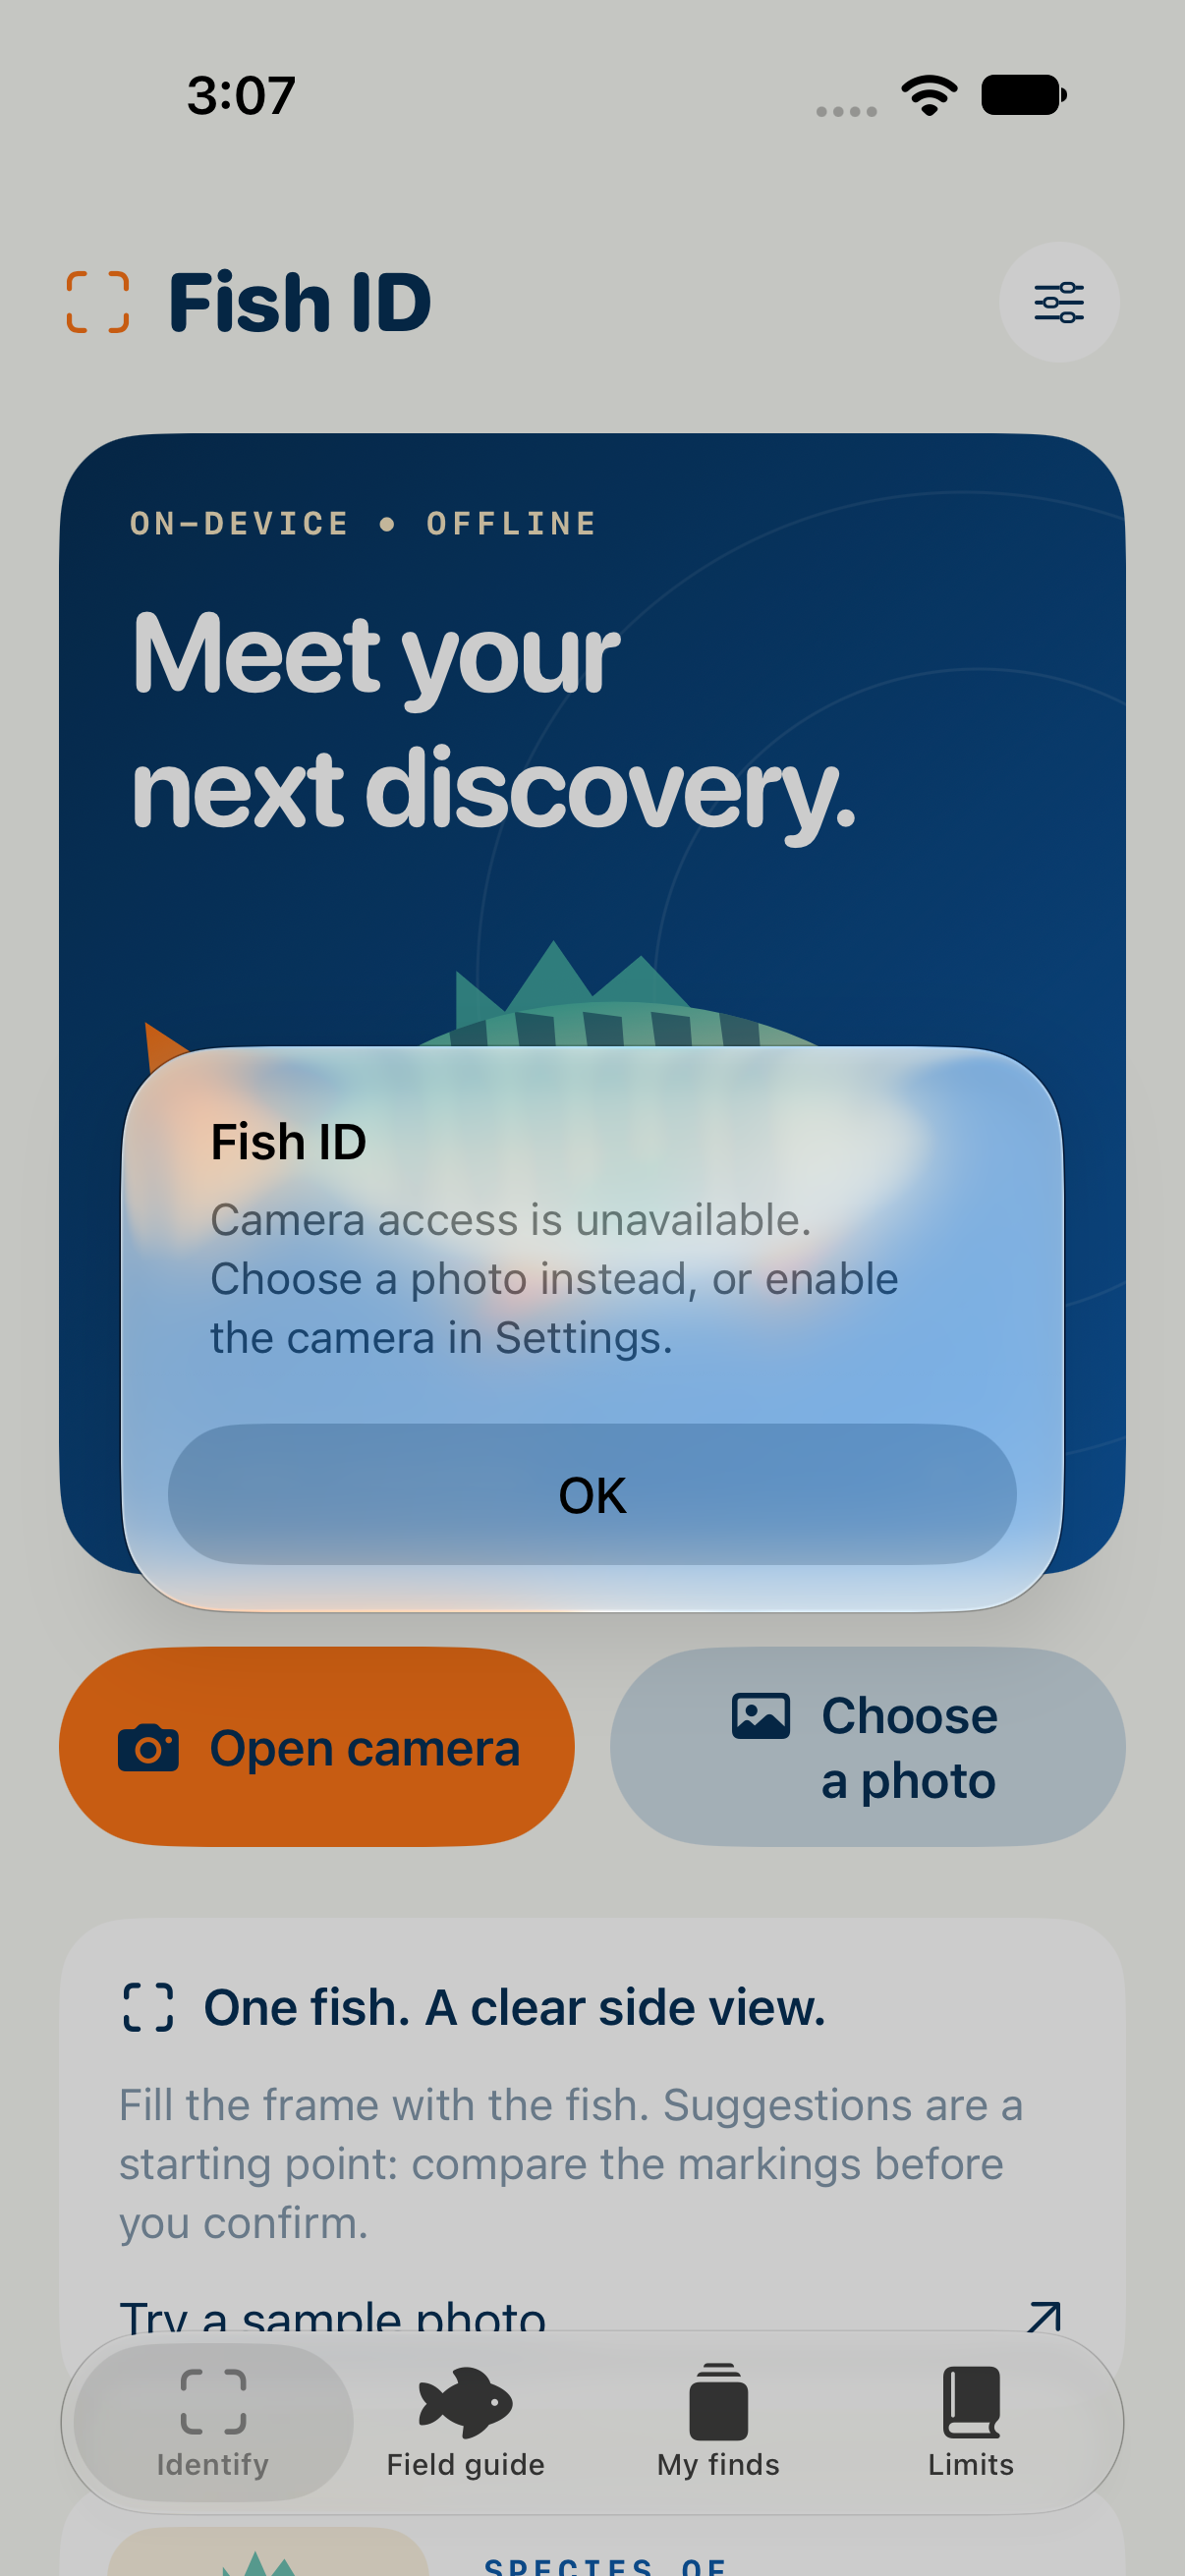 3:07
Fish ID
ON–DEVICE • OFFLINE
Meet your
next discovery.
Fish ID
Camera access is unavailable.
Choose a photo instead, or enable
the camera in Settings.
OK
Open camera
Choose
a photo
One fish. A clear side view.
Fill the frame with the fish. Suggestions are a
starting point: compare the markings before
you confirm.
Try a sample photo
Identify
Field guide
My finds
Limits
SPECIES OF